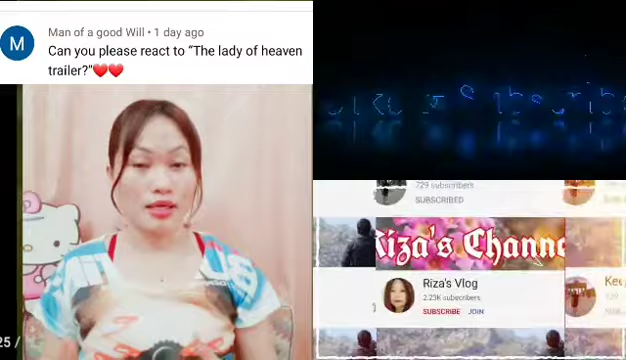 M
Man of a good Will • 1 day ago
Can you please react to “The lady of heaven
trailer?"❤️❤️
25 /
729 subscribers
SUBSCRIBED
Riza's Channe
Riza's Vlog
2.23K subscribers
SUBSCRIBE JOIN